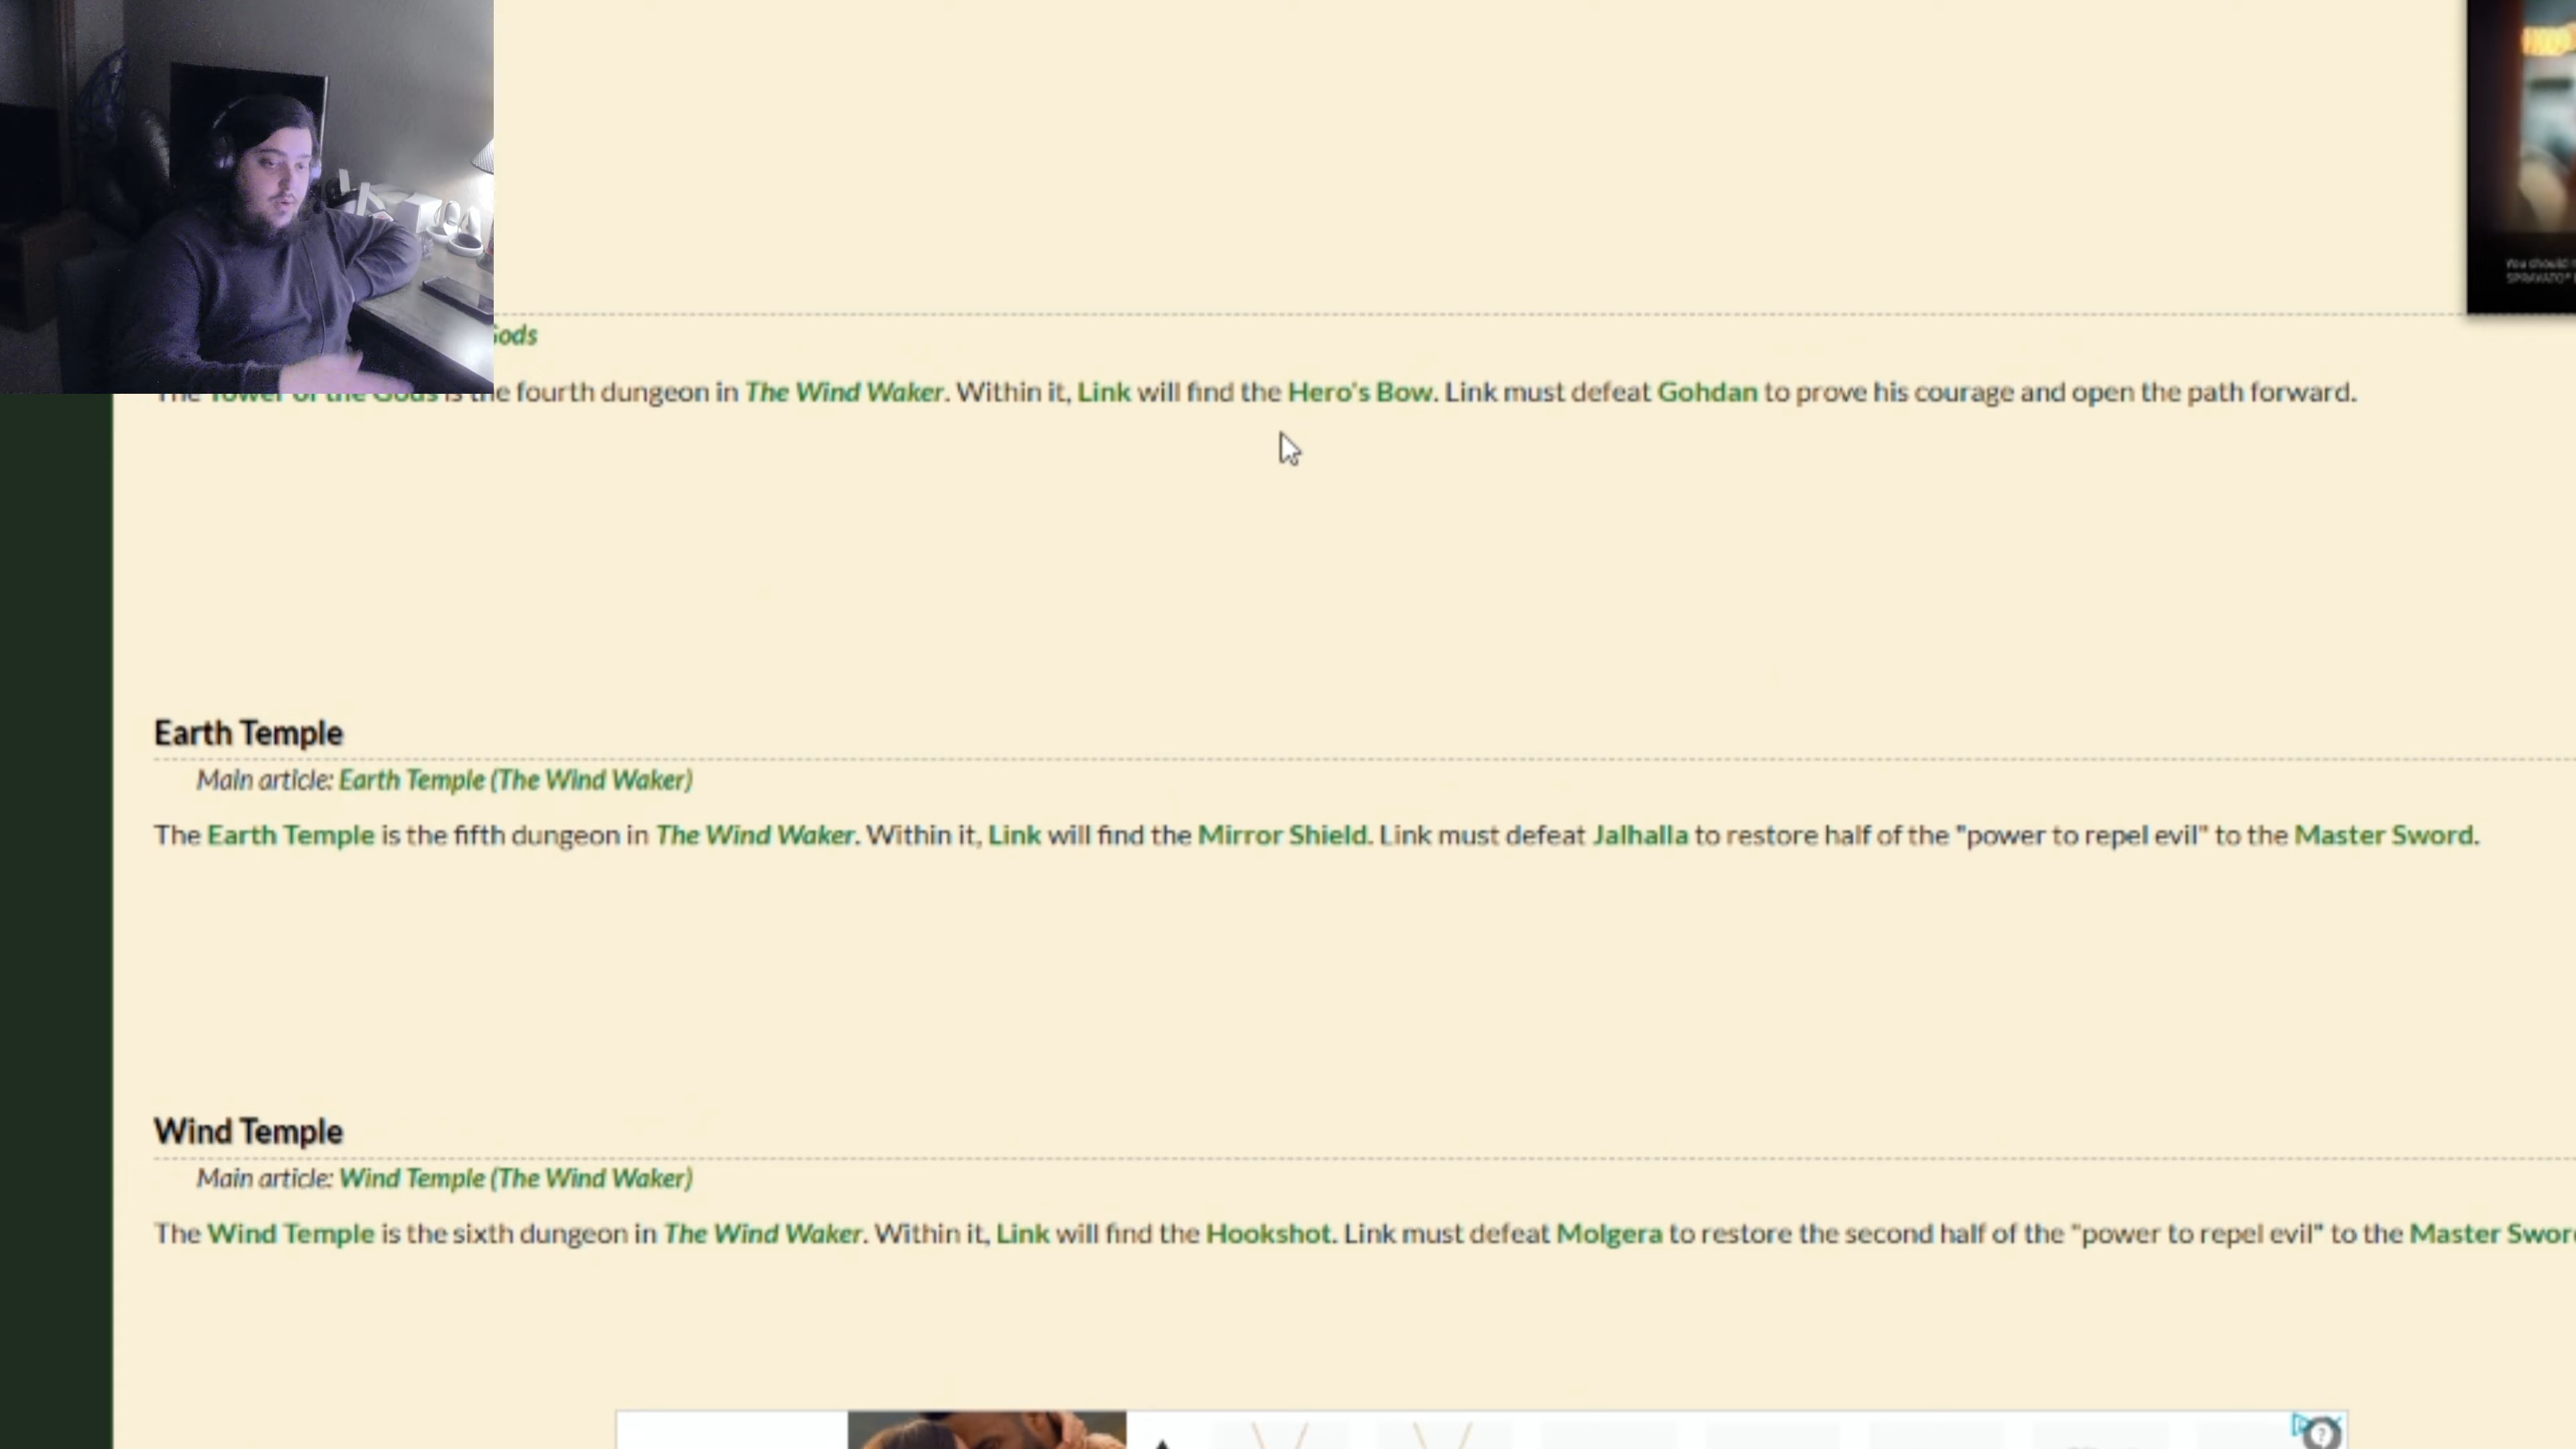 Gods
The Tower of the Gods is the fourth dungeon in The Wind Waker. Within it, Link will find the Hero's Bow. Link must defeat Gohdan to prove his courage and open the path forward.
Earth Temple
Main article: Earth Temple (The Wind Waker)
The Earth Temple is the fifth dungeon in The Wind Waker. Within it, Link will find the Mirror Shield. Link must defeat Jalhalla to restore half of the "power to repel evil" to the Master Sword.
Wind Temple
Main article: Wind Temple (The Wind Waker)
The Wind Temple is the sixth dungeon in The Wind Waker. Within it, Link will find the Hookshot. Link must defeat Molgera to restore the second half of the "power to repel evil" to the Master